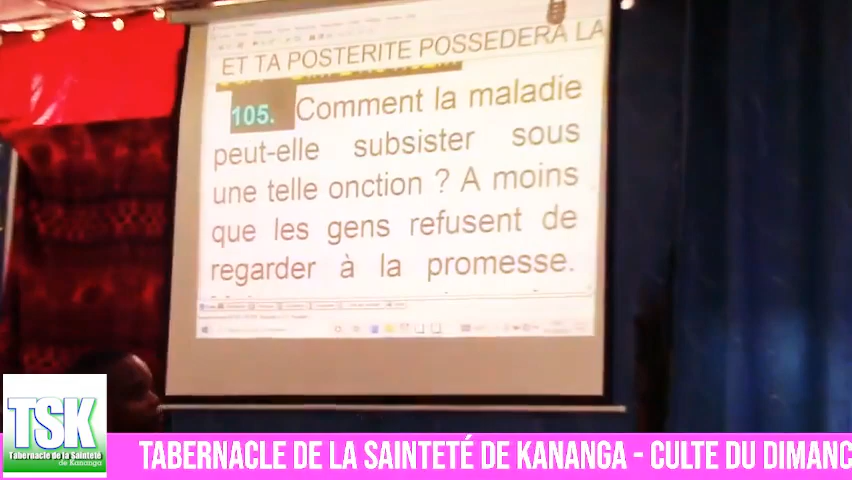 ET TA POSTERITE POSSEDERA LA
105. Comment la maladie
peut-elle subsister sous
une telle onction ? A moins
que les gens refusent de
regarder à la promesse.
TSK
Tabernacle de la Sainteté
de Kananga
TABERNACLE DE LA SAINTETÉ DE KANANGA - CULTE DU DIMANC